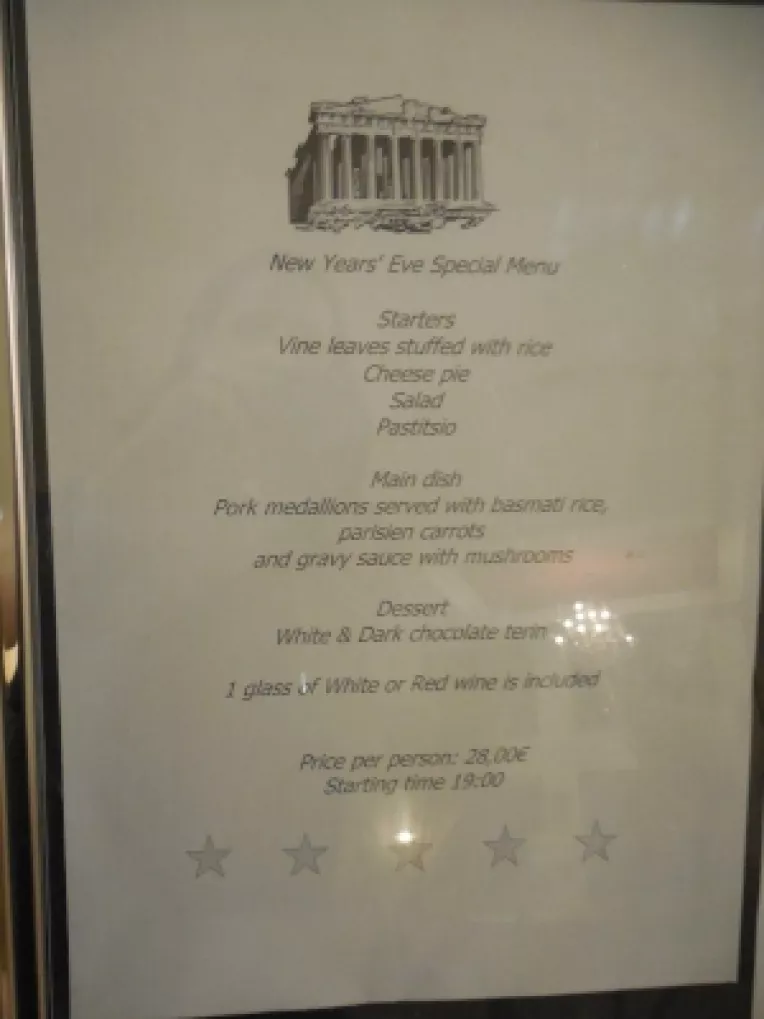 New Years' Eve Special Menu
Starters
Vine leaves stuffed with rice
Cheese pie
Salad
Pastitsio
Main dish
Pork medallions served with basmati rice,
parisien carrots
and gravy sauce with mushrooms
Dessert
White & Dark chocolate terin
1 glass of White or Red wine is included
Price per person: 28,00€
Starting time 19:00